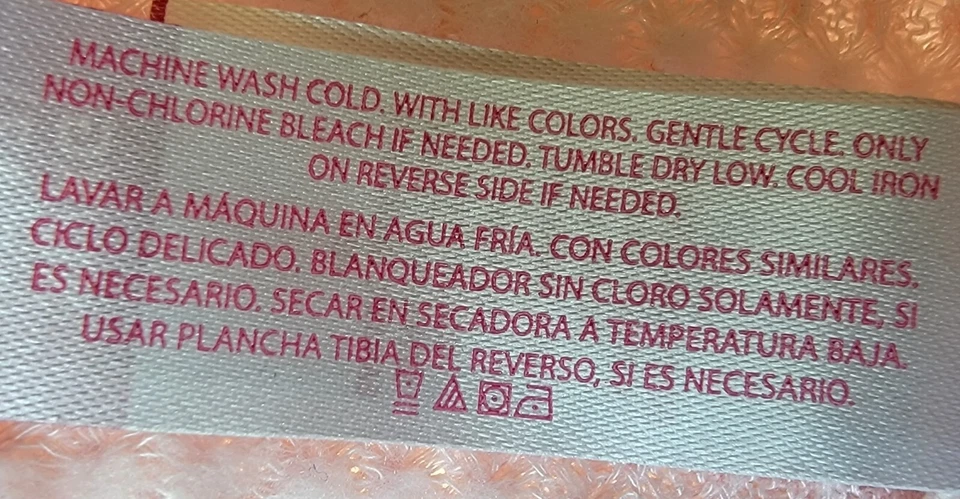 MACHINE WASH COLD. WITH LIKE COLORS. GENTLE CYCLE. ONLY
NON-CHLORINE BLEACH IF NEEDED. TUMBLE DRY LOW. COOL IRON
ON REVERSE SIDE IF NEEDED.
LAVAR A MÁQUINA EN AGUA FRÍA. CON COLORES SIMILARES.
CICLO DELICADO. BLANQUEADOR SIN CLORO SOLAMENTE, SI
ES NECESARIO. SECAR EN SECADORA A TEMPERATURA BAJA.
USAR PLANCHA TIBIA DEL REVERSO, SI ES NECESARIO.